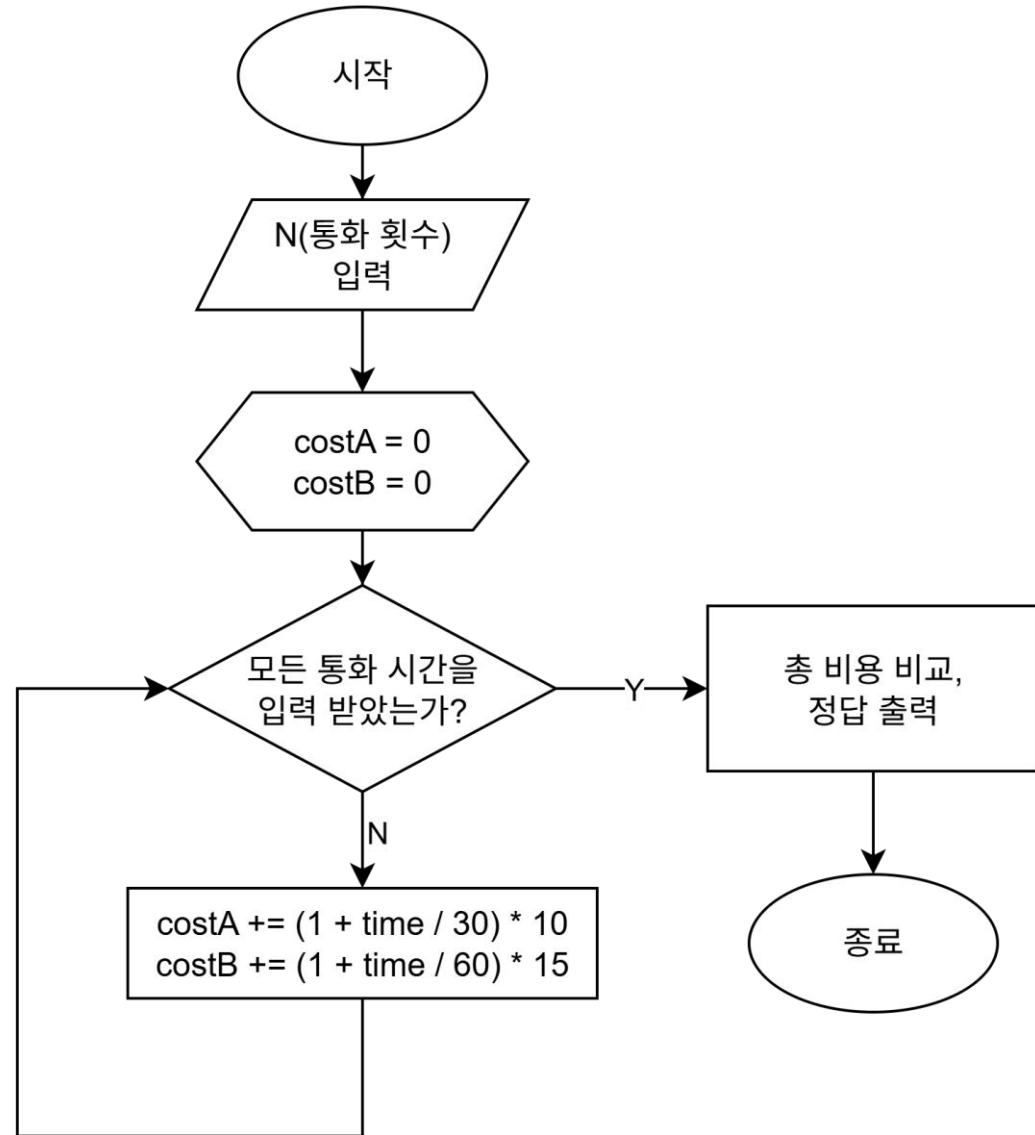 시작
N(통화 횟수)
입력
costA = 0
costB = 0
모든 통화 시간을
입력 받았는가?
Y
총 비용 비교,
정답 출력
N
costA += (1 + time / 30) * 10
costB += (1 + time / 60) * 15
종료